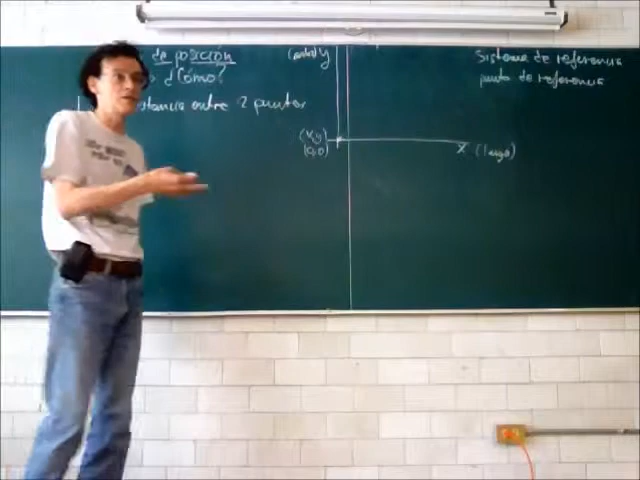 de posición
¿Cómo?
distancia entre 2 puntos
(ancho) y
(x,y)
(0,0)
x (largo)
Sistema de referencia
punto de referencia